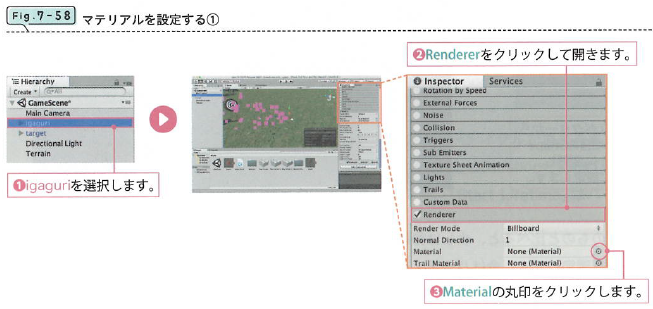 Fig.7-58 マテリアルを設定する①
Hierarchy
Create
All
GameScene*
Main Camera
igaguri
target
Directional Light
Terrain
❶igaguriを選択します。
❷Rendererをクリックして開きます。
Inspector Services
Rotation by Speed
External Forces
Noise
Collision
Triggers
Sub Emitters
Texture Sheet Animation
Lights
Trails
Custom Data
Renderer
Render Mode Billboard
Normal Direction 1
Material None (Material)
Trail Material None (Material)
❸Materialの丸印をクリックします。